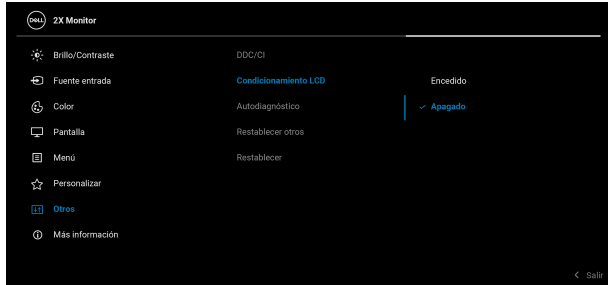 DELL 2X Monitor
Brillo/Contraste DDC/CI
Fuente entrada Condicionamiento LCD Encedido
Color Autodiagnóstico Apagado
Pantalla Restablecer otros
Menú Restablecer
Personalizar
Otros
Más información
Salir